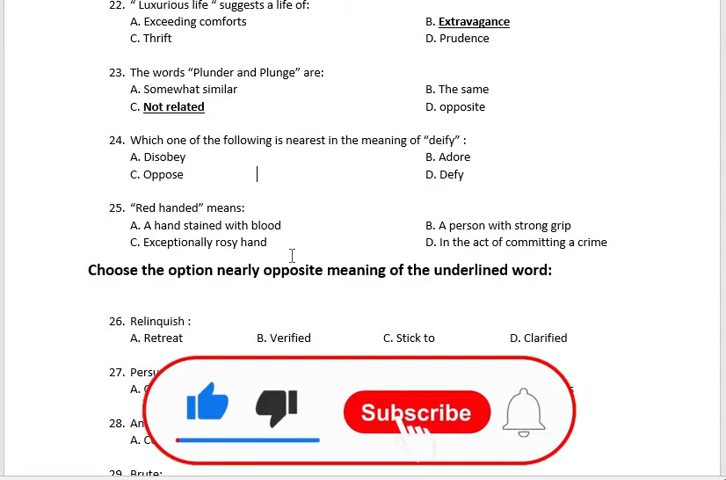 22. “ Luxurious life “ suggests a life of:
A. Exceeding comforts B. Extravagance
C. Thrift D. Prudence
23. The words “Plunder and Plunge” are:
A. Somewhat similar B. The same
C. Not related D. opposite
24. Which one of the following is nearest in the meaning of “deify” :
A. Disobey B. Adore
C. Oppose D. Defy
25. “Red handed” means:
A. A hand stained with blood B. A person with strong grip
C. Exceptionally rosy hand D. In the act of committing a crime
Choose the option nearly opposite meaning of the underlined word:
26. Relinquish :
A. Retreat B. Verified C. Stick to D. Clarified
27.
A.
Subscribe
28.
A.
29. Brute: